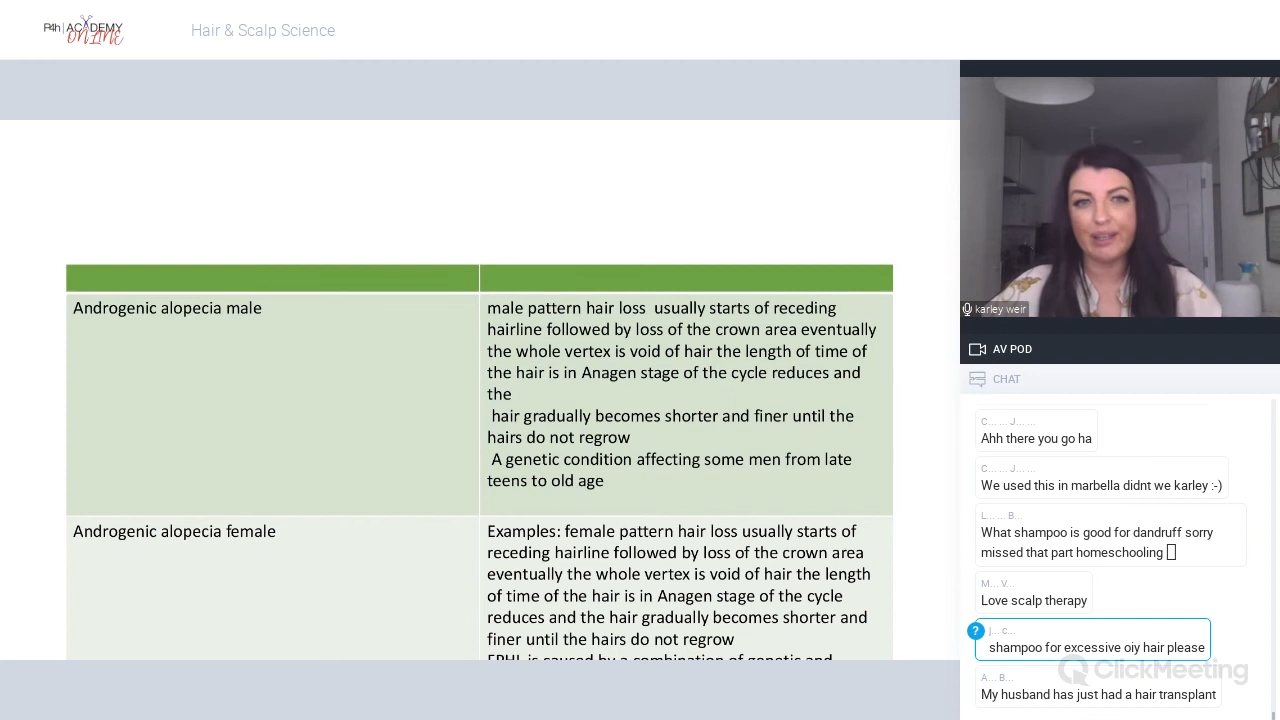 P4h ACADEMY
ONLINE
Hair & Scalp Science
Androgenic alopecia male
male pattern hair loss usually starts of receding
hairline followed by loss of the crown area eventually
the whole vertex is void of hair the length of time of
the hair is in Anagen stage of the cycle reduces and
the
hair gradually becomes shorter and finer until the
hairs do not regrow
A genetic condition affecting some men from late
teens to old age
Androgenic alopecia female
Examples: female pattern hair loss usually starts of
receding hairline followed by loss of the crown area
eventually the whole vertex is void of hair the length
of time of the hair is in Anagen stage of the cycle
reduces and the hair gradually becomes shorter and
finer until the hairs do not regrow
karley weir
AV POD
CHAT
C... ... J... ...
Ahh there you go ha
C... ... J... ...
We used this in marbella didnt we karley :-)
L... ... B...
What shampoo is good for dandruff sorry
missed that part homeschooling
M... V...
Love scalp therapy
?
j... c...
shampoo for excessive oiy hair please
A... B...
My husband has just had a hair transplant
ClickMeeting